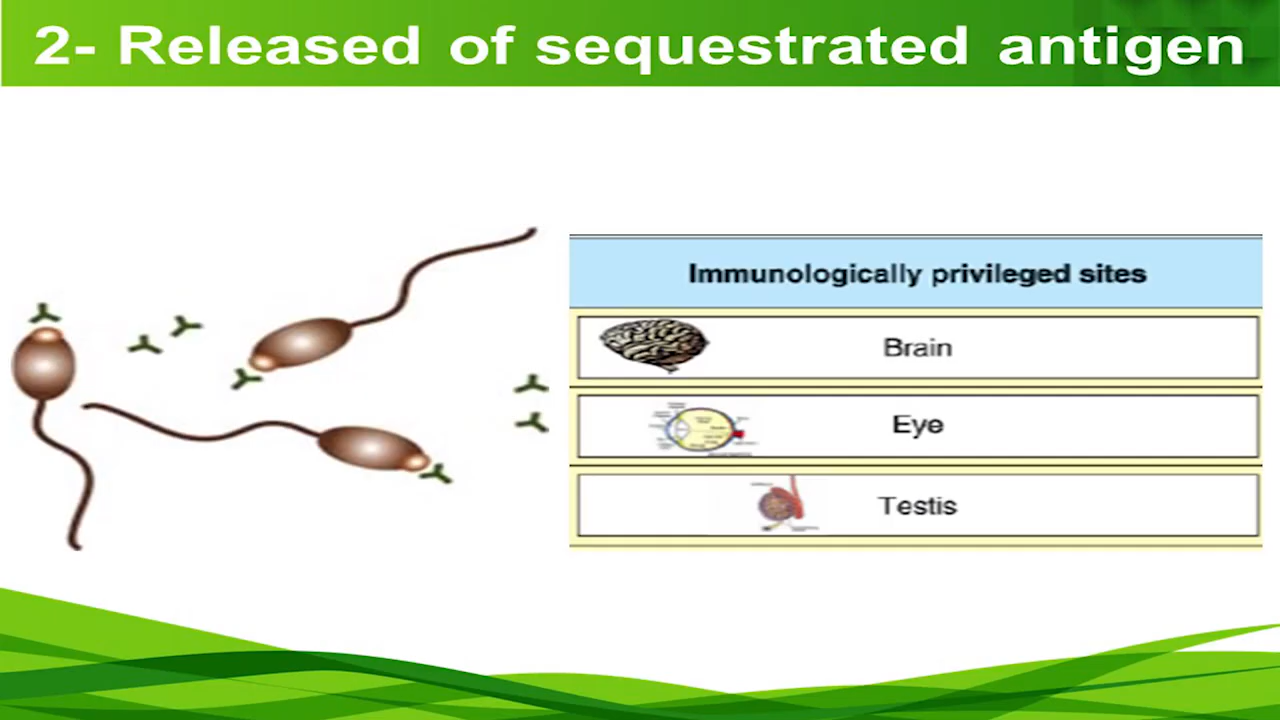 2- Released of sequestrated antigen
Immunologically privileged sites
Brain
Eye
Testis